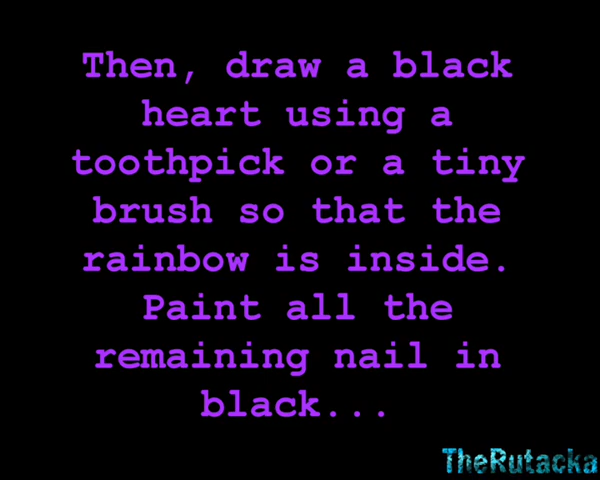 Then, draw a black
heart using a
toothpick or a tiny
brush so that the
rainbow is inside.
Paint all the
remaining nail in
black...
TheRutacka